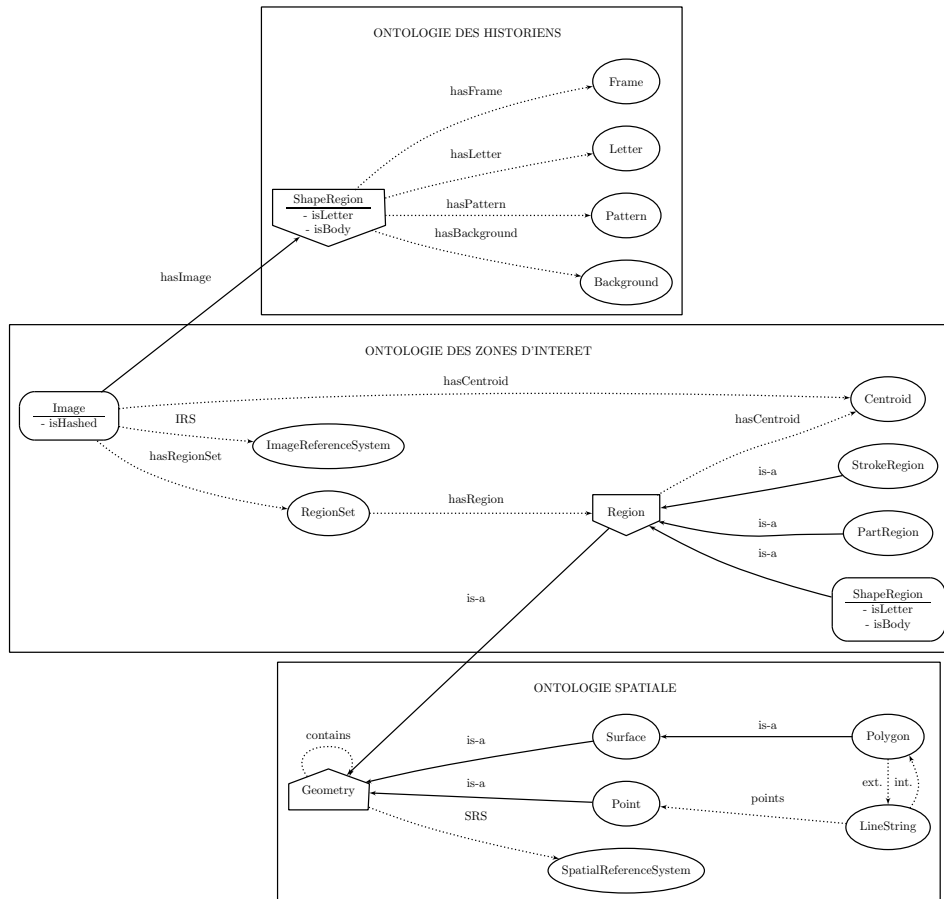 ONTOLOGIE DES HISTORIENS
Frame
hasFrame
Letter
hasLetter
ShapeRegion
- isLetter
- isBody
hasPattern
Pattern
hasBackground
Background
hasImage
ONTOLOGIE DES ZONES D'INTERET
hasCentroid
Centroid
Image
- isHashed
IRS
hasCentroid
ImageReferenceSystem
hasRegionSet
StrokeRegion
is-a
RegionSet
hasRegion
Region
is-a
PartRegion
is-a
ShapeRegion
- isLetter
- isBody
is-a
ONTOLOGIE SPATIALE
contains
is-a
Surface
is-a
Polygon
Geometry
is-a
ext.
int.
Point
points
LineString
SRS
SpatialReferenceSystem